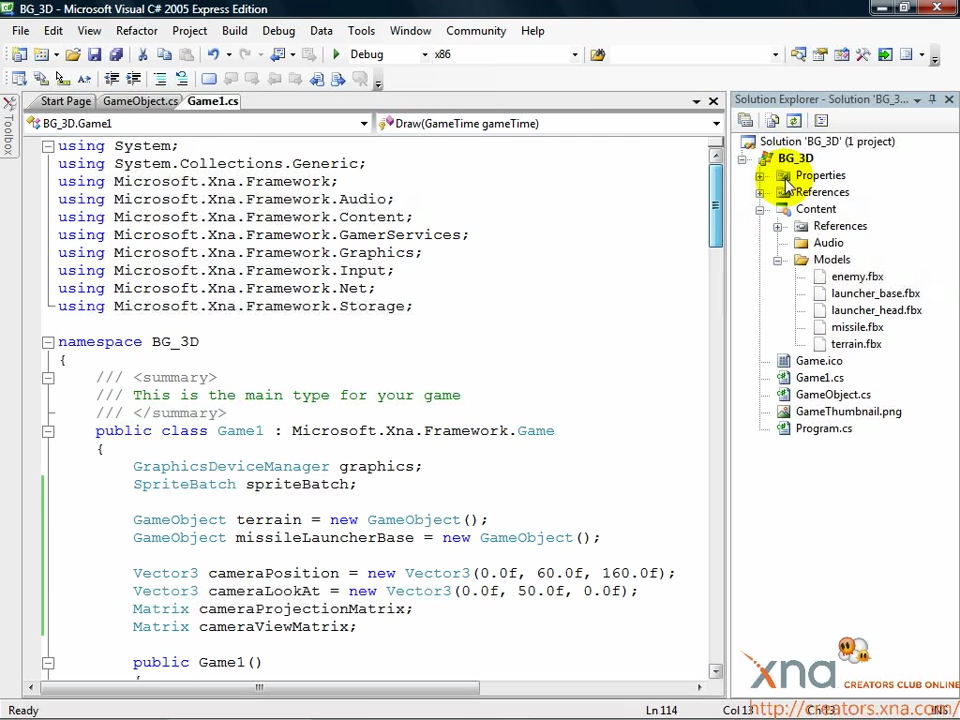 BG_3D - Microsoft Visual C# 2005 Express Edition
File Edit View Refactor Project Build Debug Data Tools Window Community Help
Debug x86
Start Page GameObject.cs Game1.cs
Toolbox
BG_3D.Game1 Draw(GameTime gameTime)
using System;
using System.Collections.Generic;
using Microsoft.Xna.Framework;
using Microsoft.Xna.Framework.Audio;
using Microsoft.Xna.Framework.Content;
using Microsoft.Xna.Framework.GamerServices;
using Microsoft.Xna.Framework.Graphics;
using Microsoft.Xna.Framework.Input;
using Microsoft.Xna.Framework.Net;
using Microsoft.Xna.Framework.Storage;
namespace BG_3D
{
/// <summary>
/// This is the main type for your game
/// </summary>
public class Game1 : Microsoft.Xna.Framework.Game
{
GraphicsDeviceManager graphics;
SpriteBatch spriteBatch;
GameObject terrain = new GameObject();
GameObject missileLauncherBase = new GameObject();
Vector3 cameraPosition = new Vector3(0.0f, 60.0f, 160.0f);
Vector3 cameraLookAt = new Vector3(0.0f, 50.0f, 0.0f);
Matrix cameraProjectionMatrix;
Matrix cameraViewMatrix;
public Game1()
Solution Explorer - Solution 'BG_3...
Solution 'BG_3D' (1 project)
BG_3D
Properties
References
Content
References
Audio
Models
enemy.fbx
launcher_base.fbx
launcher_head.fbx
missile.fbx
terrain.fbx
Game.ico
Game1.cs
GameObject.cs
GameThumbnail.png
Program.cs
xna CREATORS CLUB ONLINE
http://creators.xna.com/
Ready Ln 114 Col 13 INS